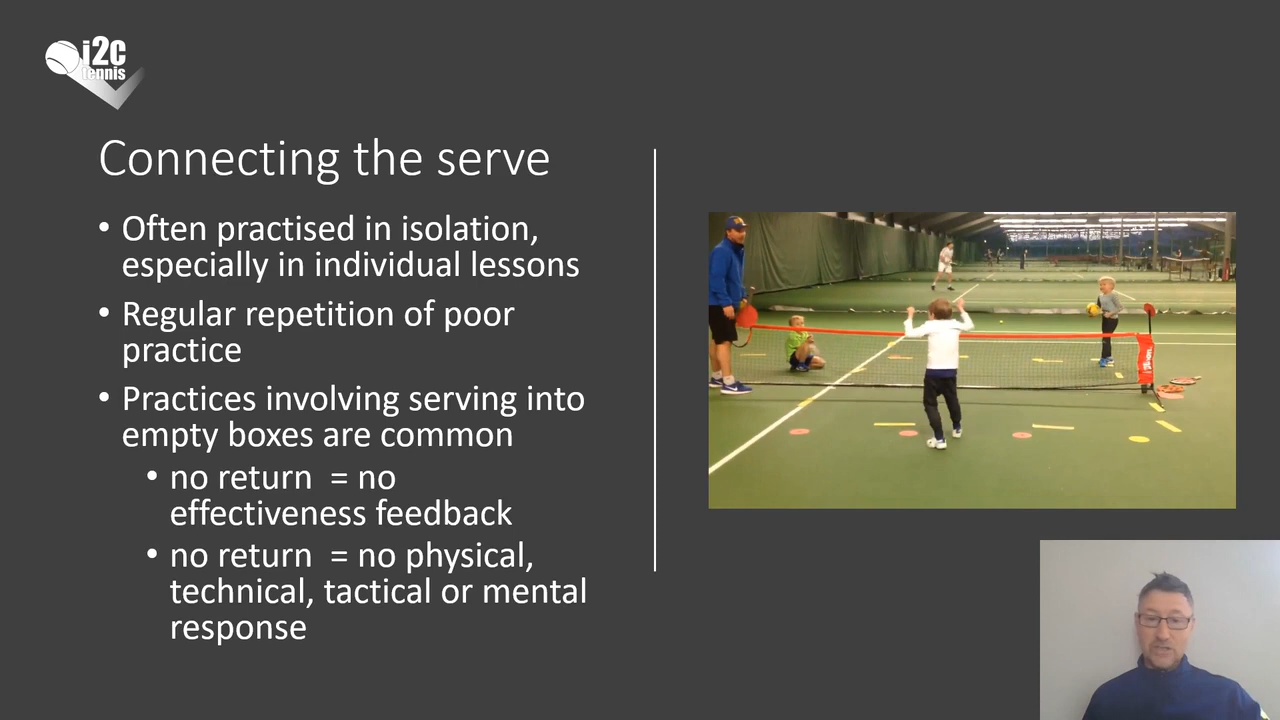 i2c
tennis
Connecting the serve
• Often practised in isolation,
especially in individual lessons
• Regular repetition of poor
practice
• Practices involving serving into
empty boxes are common
• no return = no
effectiveness feedback
• no return = no physical,
technical, tactical or mental
response